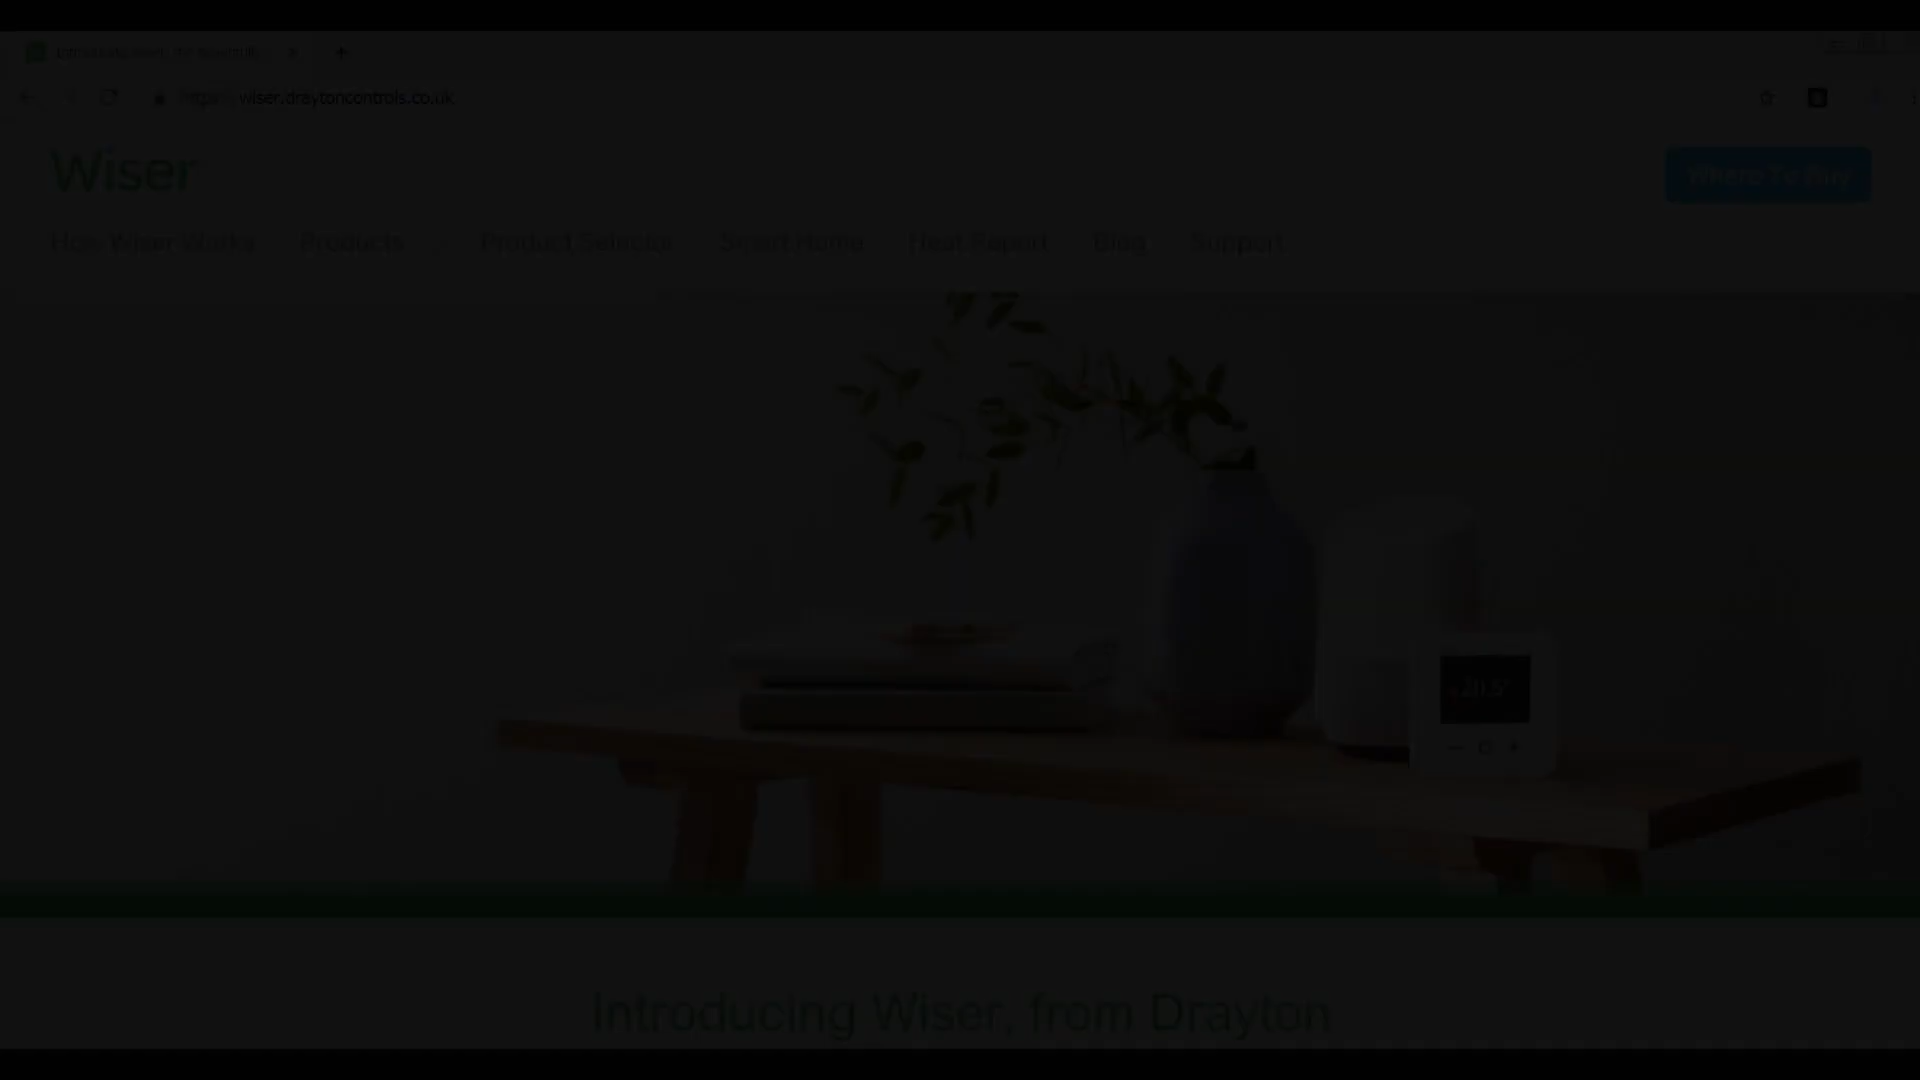 https://wiser.draytoncontrols.co.uk
Wiser
Where To Buy
How Wiser Works Products Product Selector Smart Home Heat Report Blog Support
20.5°
Introducing Wiser, from Drayton